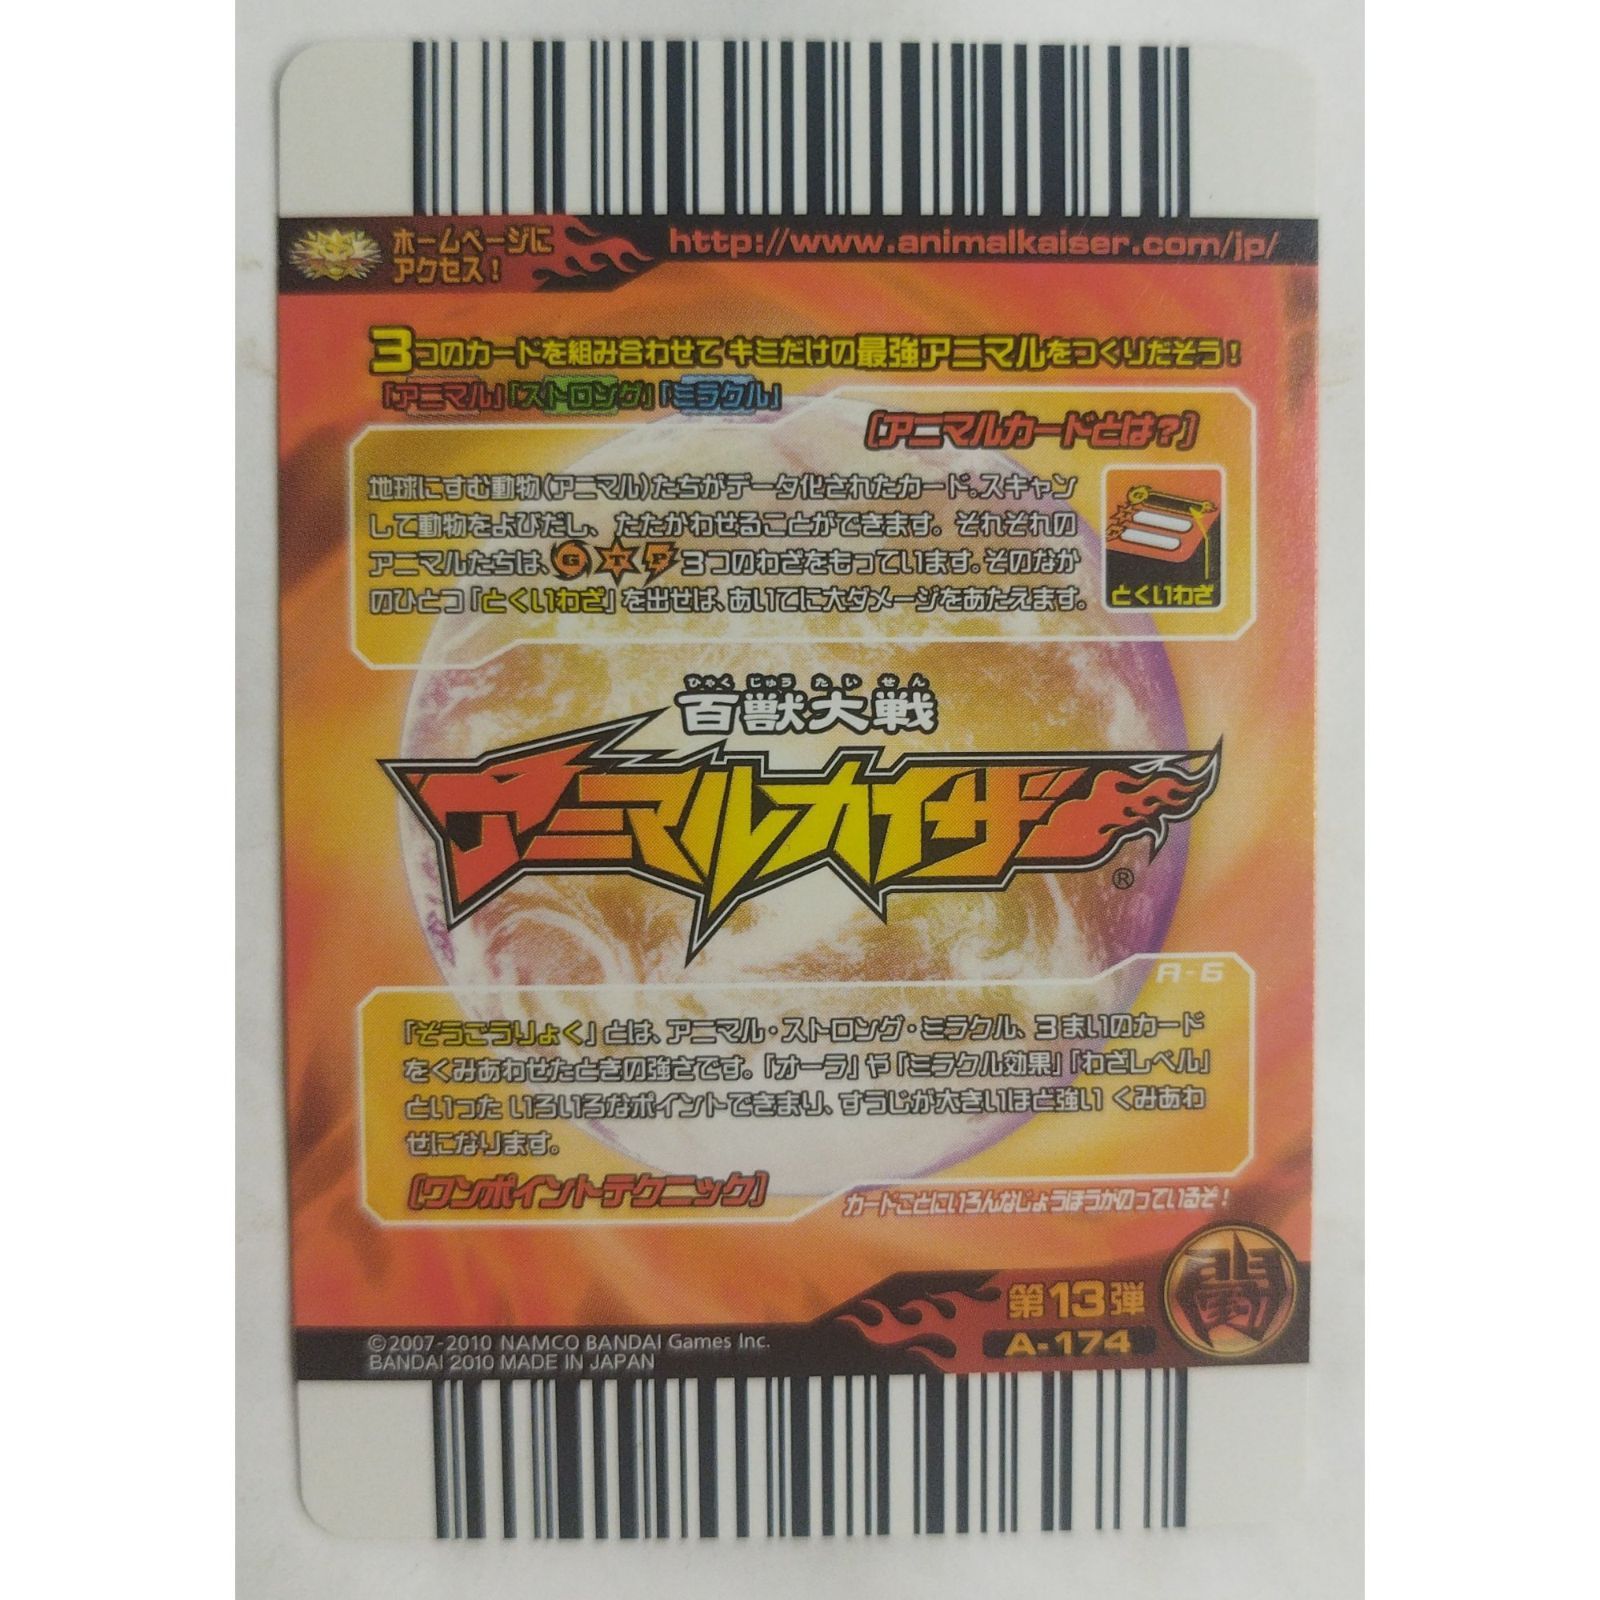 ホームページに
アクセス！
http://www.animalkaiser.com/jp/
3つのカードを組み合わせて キミだけの最強アニマルをつくりだそう！
「アニマル」「ストロング」「ミラクル」
〔アニマルカードとは？〕
地球にすむ動物（アニマル）たちがデータ化されたカード。スキャン
して動物をよびだし、たたかわせることができます。それぞれの
アニマルたちは、G T P 3つのわざをもっています。そのなか
のひとつ「とくいわざ」を出せば、あいてに大ダメージをあたえます。
とくいわざ
ひゃくじゅうたいせん
百獣大戦
アニマルカイザー
®
A-6
「そうごうりょく」とは、アニマル・ストロング・ミラクル、3まいのカード
をくみあわせたときの強さです。「オーラ」や「ミラクル効果」「わざレベル」
といった いろいろなポイントできまり、すうじが大きいほど強い くみあわ
せになります。
〔ワンポイントテクニック〕
カードごとにいろんなじょうほうがのっているぞ！
第13弾
A-174
©2007-2010 NAMCO BANDAI Games Inc.
BANDAI 2010 MADE IN JAPAN